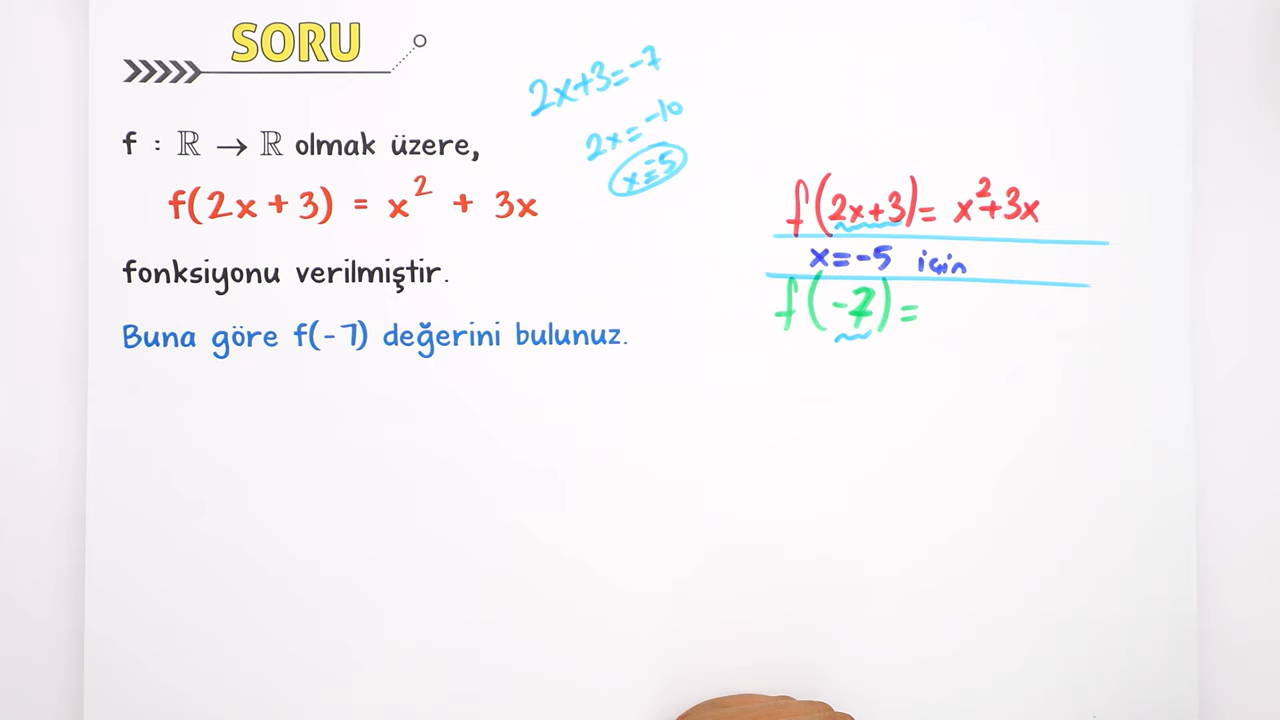 SORU
f : ℝ → ℝ olmak üzere,
f(2x + 3) = x² + 3x
fonksiyonu verilmiştir.
Buna göre f(-7) değerini bulunuz.
2x+3=-7
2x=-10
x=-5
f(2x+3)= x²+3x
x=-5 için
f(-7)=